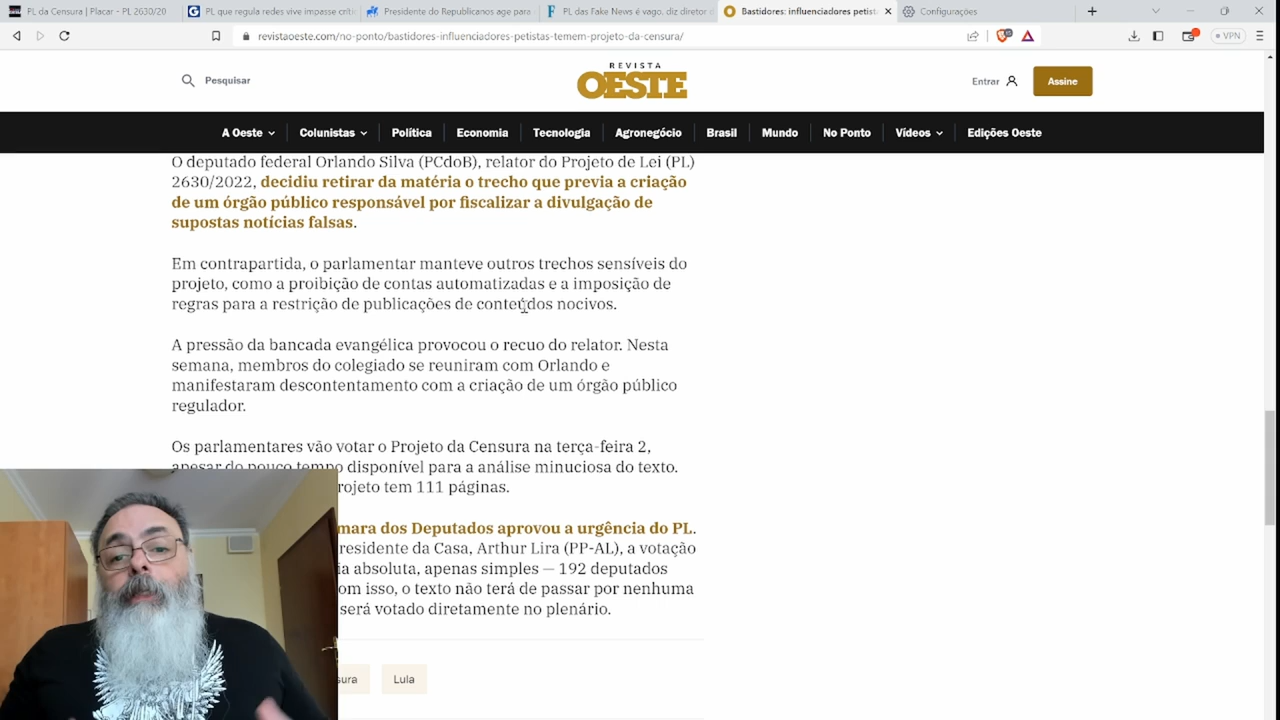 PL da Censura | Placar - PL 2630/20
PL que regula redes vive impasse críti
Presidente do Republicanos age para
PL das Fake News é vago, diz diretor
Bastidores: influenciadores petist
Configurações
revistaoeste.com/no-ponto/bastidores-influenciadores-petistas-temem-projeto-da-censura/
VPN
Pesquisar
REVISTA
OESTE
Entrar
Assine
A Oeste
Colunistas
Política
Economia
Tecnologia
Agronegócio
Brasil
Mundo
No Ponto
Vídeos
Edições Oeste
O deputado federal Orlando Silva (PCdoB), relator do Projeto de Lei (PL)
2630/2022, decidiu retirar da matéria o trecho que previa a criação
de um órgão público responsável por fiscalizar a divulgação de
supostas notícias falsas.
Em contrapartida, o parlamentar manteve outros trechos sensíveis do
projeto, como a proibição de contas automatizadas e a imposição de
regras para a restrição de publicações de conteúdos nocivos.
A pressão da bancada evangélica provocou o recuo do relator. Nesta
semana, membros do colegiado se reuniram com Orlando e
manifestaram descontentamento com a criação de um órgão público
regulador.
Os parlamentares vão votar o Projeto da Censura na terça-feira 2,
apesar do pouco tempo disponível para a análise minuciosa do texto.
rojeto tem 111 páginas.
mara dos Deputados aprovou a urgência do PL.
residente da Casa, Arthur Lira (PP-AL), a votação
ia absoluta, apenas simples — 192 deputados
om isso, o texto não terá de passar por nenhuma
será votado diretamente no plenário.
sura
Lula